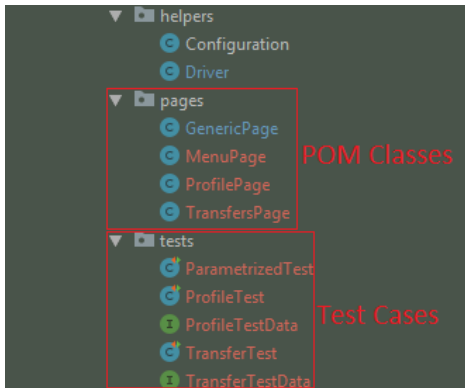 helpers
Configuration
Driver
pages
GenericPage
MenuPage
POM Classes
ProfilePage
TransfersPage
tests
ParametrizedTest
ProfileTest
ProfileTestData
Test Cases
TransferTest
TransferTestData